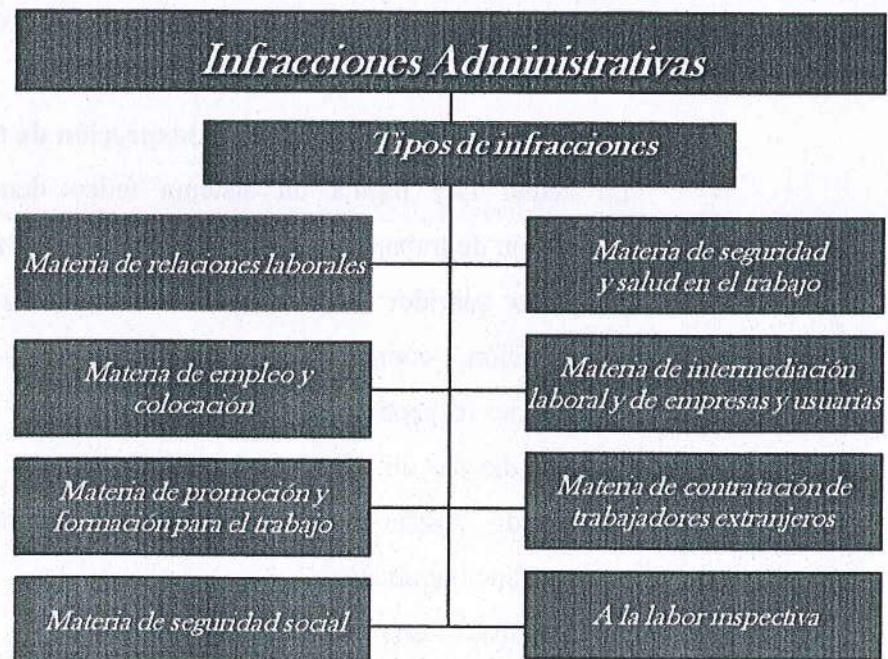 Infracciones Administrativas
Tipos de infracciones
Materia de relaciones laborales
Materia de seguridad
y salud en el trabajo
Materia de empleo y
colocación
Materia de intermediación
laboral y de empresas y usuarias
Materia de promoción y
formación para el trabajo
Materia de contratación de
trabajadores extranjeros
Materia de seguridad social
A la labor inspectiva